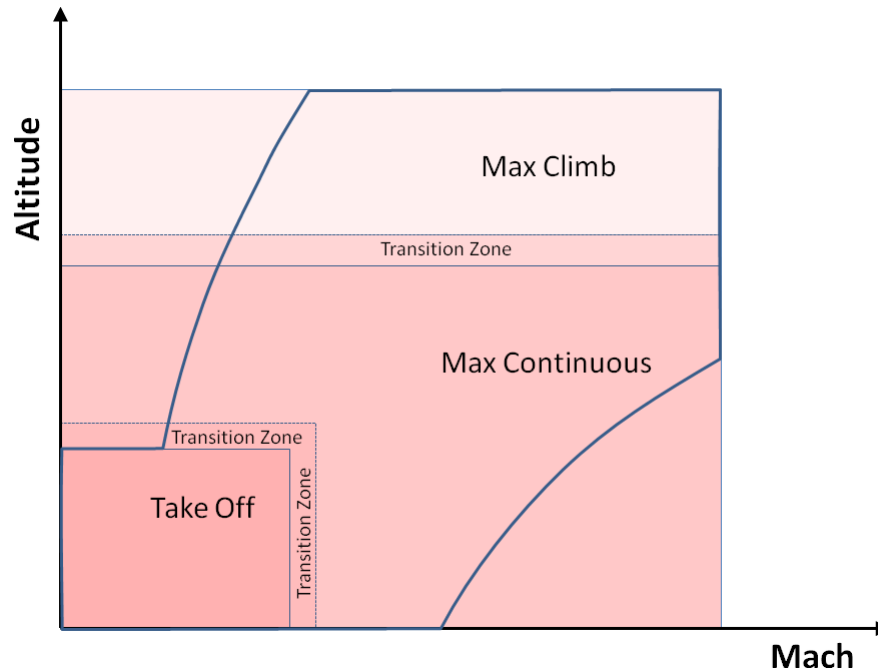 Altitude
Max Climb
Transition Zone
Max Continuous
Transition Zone
Take Off
Transition Zone
Mach